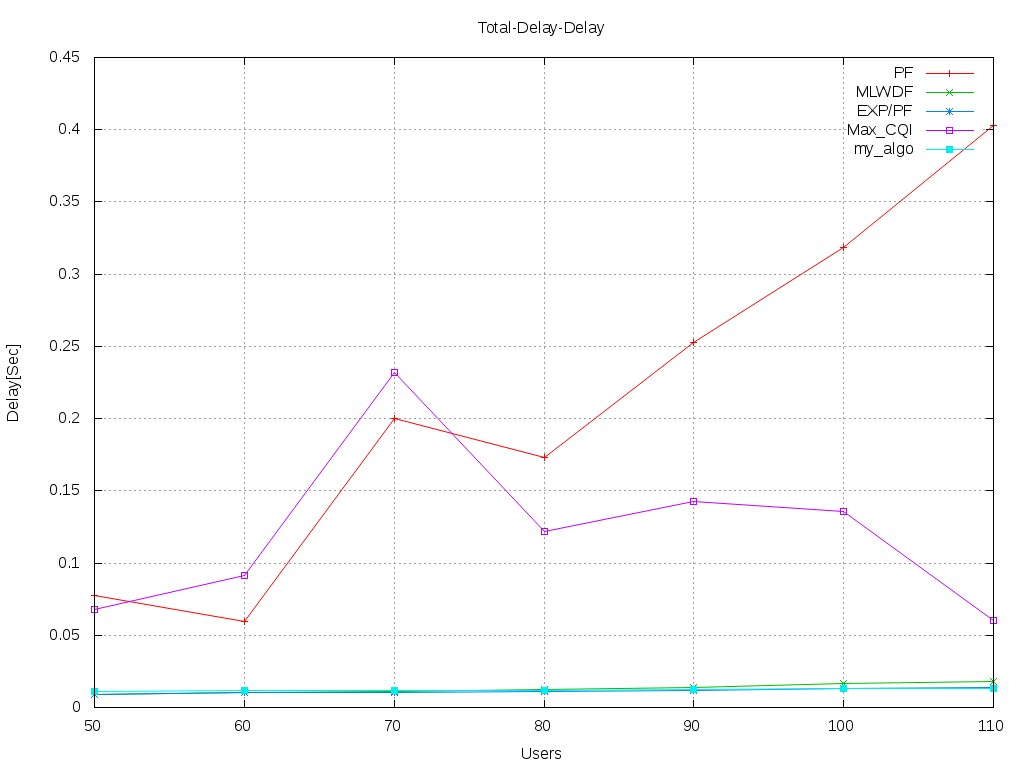 Total-Delay-Delay
0.45
0.4
0.35
0.3
0.25
0.2
0.15
0.1
0.05
0
Delay[Sec]
PF
MLWDF
EXP/PF
Max_CQI
my_algo
50 60 70 80 90 100 110
Users